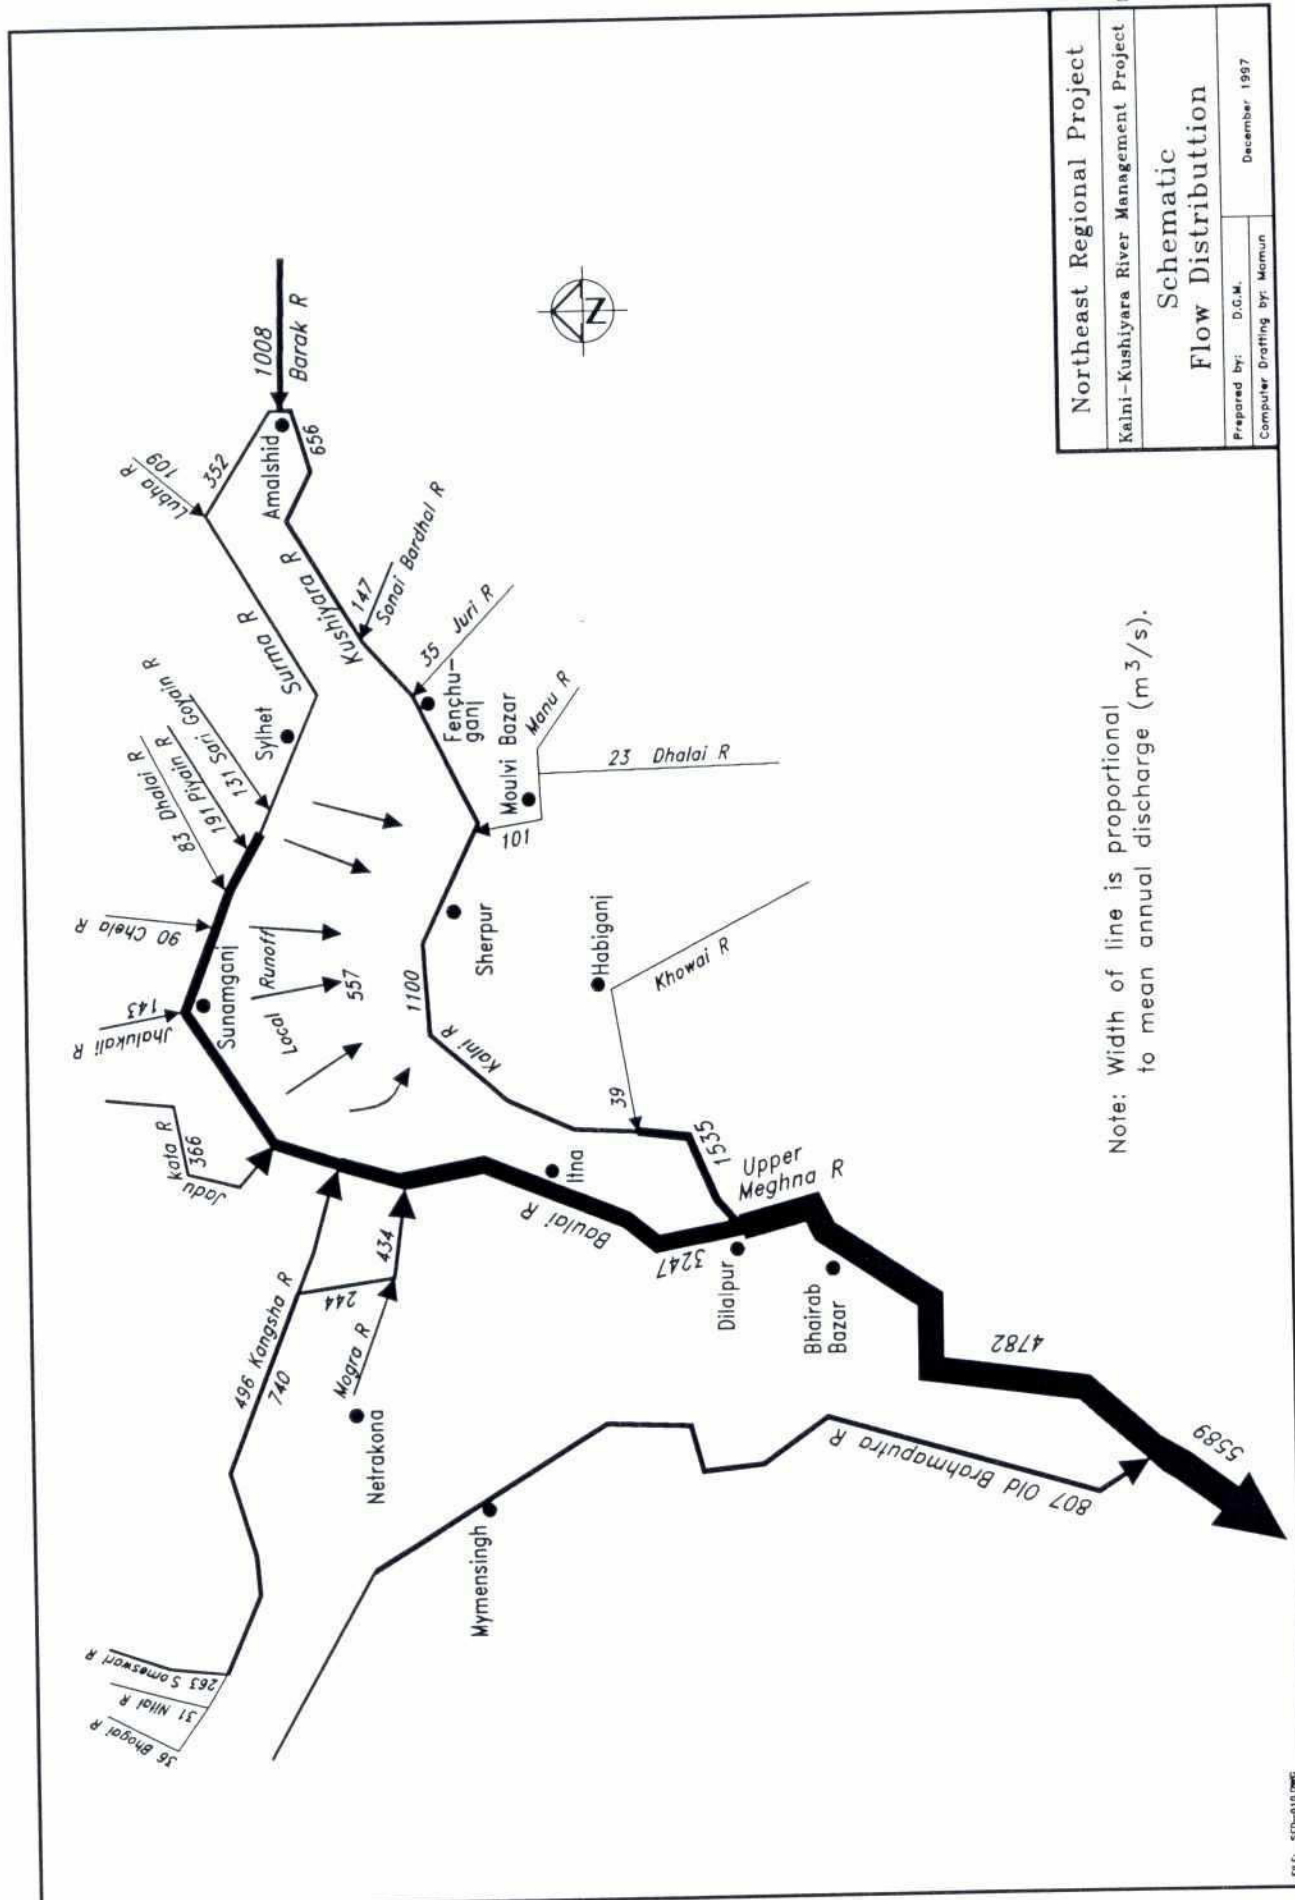 Northeast Regional Project
Kalni-Kushiyara River Management Project
Schematic
Flow Distributtion
Prepared by: D.C.M.
December 1997
Computer Drafting by: Mamun
1008
Barak R
Amalshid
352
Lubha R
109
656
Kushiyara R
147
Sonai Bardhal R
35 Juri R
Fenchu-
ganj
Surma R
Sylhet
131 Sari Goyain R
191 Piyain R
83 Dhalai R
90 Chela R
143
Jhalukali R
Sunamganj
Local Runoff
557
Moulvi Bazar
Manu R
23 Dhalai R
101
Sherpur
1100
Kalni R
Habiganj
Khowai R
39
1535
Jadu
kata R
366
Itna
Baulai R
3247
Upper
Meghna R
Dilalpur
Bhairab
Bazar
496 Kangsha R
740
244
434
Mogra R
Netrakona
263 Someswari R
31 Nitai R
36 Bhogai R
Mymensingh
807 Old Brahmaputra R
4782
5589
N
Note: Width of line is proportional
to mean annual discharge (m³/s).